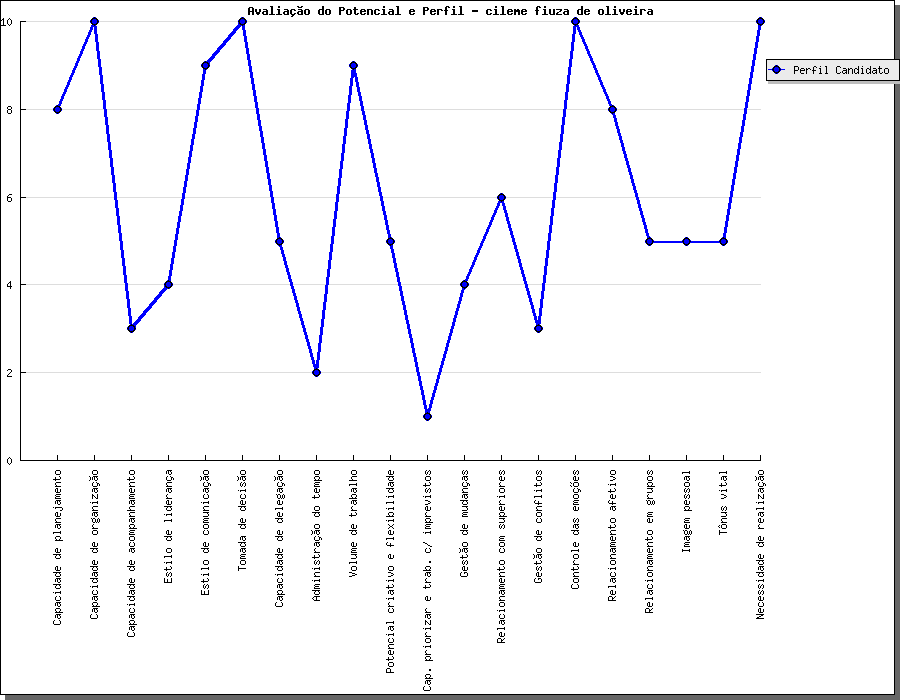 Avaliação do Potencial e Perfil - cileme fiuza de oliveira
10
8
6
4
2
0
Perfil Candidato
Capacidade de planejamento
Capacidade de organização
Capacidade de acompanhamento
Estilo de liderança
Estilo de comunicação
Tomada de decisão
Capacidade de delegação
Administração do tempo
Volume de trabalho
Potencial criativo e flexibilidade
Cap. priorizar e trab. c/ imprevistos
Gestão de mudanças
Relacionamento com superiores
Gestão de conflitos
Controle das emoções
Relacionamento afetivo
Relacionamento em grupos
Imagem pessoal
Tônus vital
Necessidade de realização